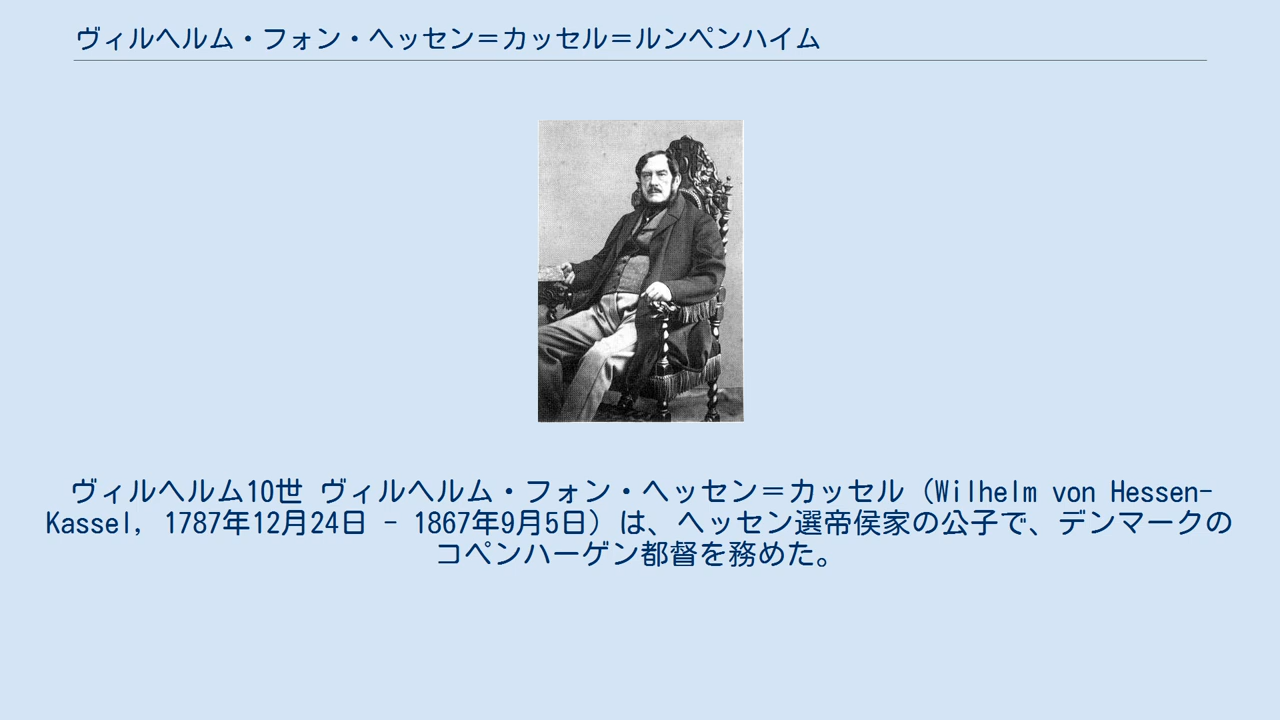 ヴィルヘルム・フォン・ヘッセン＝カッセル＝ルンペンハイム
ヴィルヘルム10世 ヴィルヘルム・フォン・ヘッセン＝カッセル（Wilhelm von Hessen-
Kassel, 1787年12月24日 - 1867年9月5日）は、ヘッセン選帝侯家の公子で、デンマークの
コペンハーゲン都督を務めた。